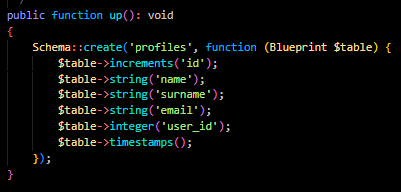 public function up(): void
{
    Schema::create('profiles', function (Blueprint $table) {
        $table->increments('id');
        $table->string('name');
        $table->string('surname');
        $table->string('email');
        $table->integer('user_id');
        $table->timestamps();
    });
}